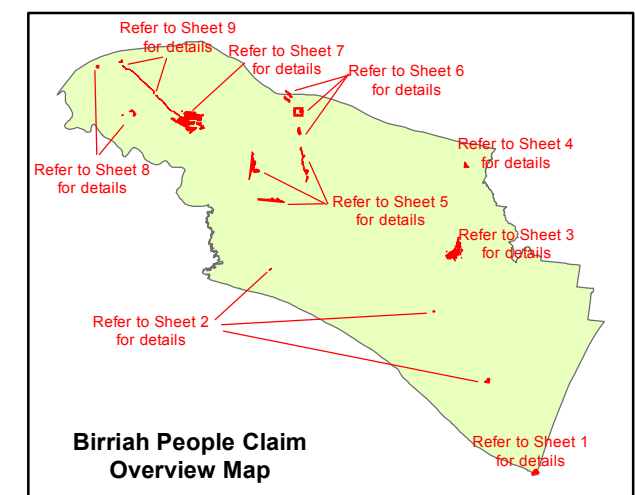 Refer to Sheet 9
for details
Refer to Sheet 7
for details
Refer to Sheet 6
for details
Refer to Sheet 4
for details
Refer to Sheet 8
for details
Refer to Sheet 5
for details
Refer to Sheet 3
for details
Refer to Sheet 2
for details
Birriah People Claim
Overview Map
Refer to Sheet 1
for details